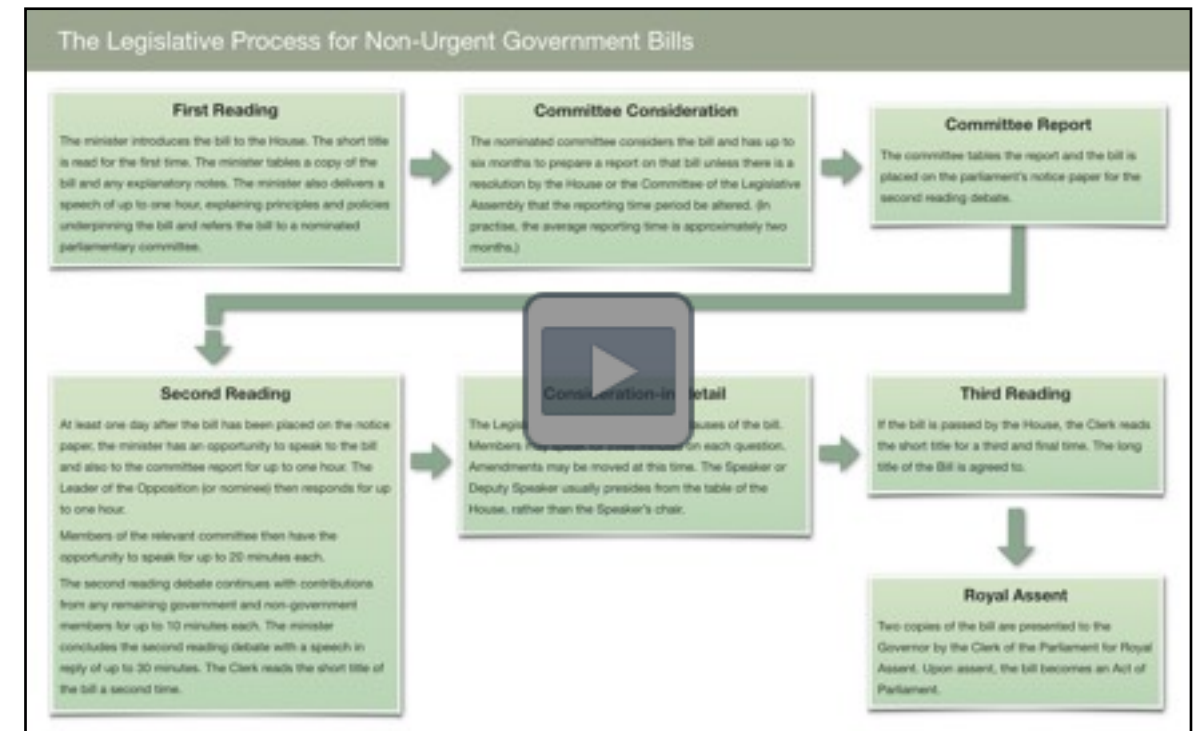 The Legislative Process for Non-Urgent Government Bills
First Reading
The minister introduces the bill to the House. The short title
is read for the first time. The minister tables a copy of the
bill and any explanatory notes. The minister also delivers a
speech of up to one hour, explaining principles and policies
underpinning the bill and refers the bill to a nominated
parliamentary committee.
Committee Consideration
The nominated committee considers the bill and has up to
six months to prepare a report on that bill unless there is a
resolution by the House or the Committee of the Legislative
Assembly that the reporting time period be altered. (In
practise, the average reporting time is approximately two
months.)
Committee Report
The committee tables the report and the bill is
placed on the parliament's notice paper for the
second reading debate.
Second Reading
At least one day after the bill has been placed on the notice
paper, the minister has an opportunity to speak to the bill
and also to the committee report for up to one hour. The
Leader of the Opposition (or nominee) then responds for up
to one hour.
Members of the relevant committee then have the
opportunity to speak for up to 20 minutes each.
The second reading debate continues with contributions
from any remaining government and non-government
members for up to 10 minutes each. The minister
concludes the second reading debate with a speech in
reply of up to 30 minutes. The Clerk reads the short title of
the bill a second time.
Consideration-in detail
The of the bill.
Members on each question.
Amendments may be moved at this time. The Speaker or
Deputy Speaker usually presides from the table of the
House, rather than the Speaker's chair.
Third Reading
If the bill is passed by the House, the Clerk reads
the short title for a third and final time. The long
title of the Bill is agreed to.
Royal Assent
Two copies of the bill are presented to the
Governor by the Clerk of the Parliament for Royal
Assent. Upon assent, the bill becomes an Act of
Parliament.